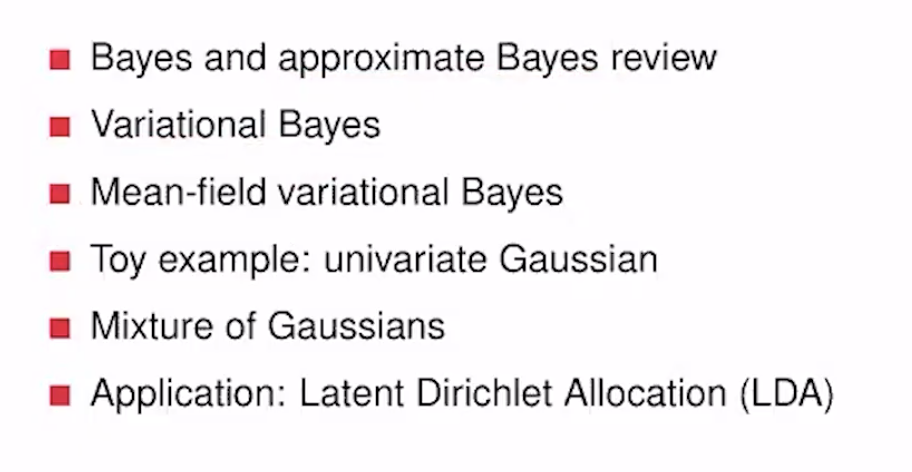 Bayes and approximate Bayes review
Variational Bayes
Mean-field variational Bayes
Toy example: univariate Gaussian
Mixture of Gaussians
Application: Latent Dirichlet Allocation (LDA)